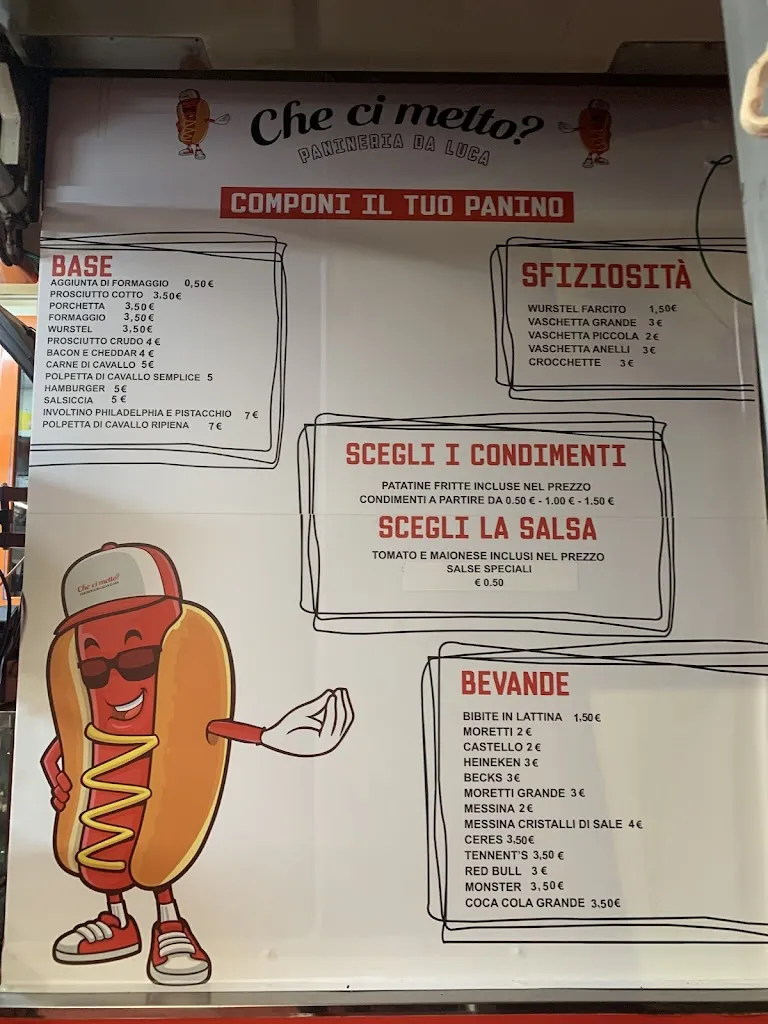 Che ci metto?
PANINERIA DA LUCA
COMPONI IL TUO PANINO
BASE
AGGIUNTA DI FORMAGGIO 0,50€
PROSCIUTTO COTTO 3.50€
PORCHETTA 3,50€
FORMAGGIO 3,50€
WURSTEL 3,50€
PROSCIUTTO CRUDO 4 €
BACON E CHEDDAR 4 €
CARNE DI CAVALLO 5€
POLPETTA DI CAVALLO SEMPLICE 5
HAMBURGER 5€
SALSICCIA 5 €
INVOLTINO PHILADELPHIA E PISTACCHIO 7 €
POLPETTA DI CAVALLO RIPIENA 7€
SFIZIOSITÀ
WURSTEL FARCITO 1,50€
VASCHETTA GRANDE 3 €
VASCHETTA PICCOLA 2 €
VASCHETTA ANELLI 3€
CROCCHETTE 3€
SCEGLI I CONDIMENTI
PATATINE FRITTE INCLUSE NEL PREZZO
CONDIMENTI A PARTIRE DA 0.50 € - 1.00 € - 1.50 €
SCEGLI LA SALSA
TOMATO E MAIONESE INCLUSI NEL PREZZO
SALSE SPECIALI
€ 0.50
Che ci metto?
BEVANDE
BIBITE IN LATTINA 1.50€
MORETTI 2 €
CASTELLO 2 €
HEINEKEN 3 €
BECKS 3€
MORETTI GRANDE 3 €
MESSINA 2€
MESSINA CRISTALLI DI SALE 4€
CERES 3.50€
TENNENT'S 3,50 €
RED BULL 3 €
MONSTER 3,50€
COCA COLA GRANDE 3.50€